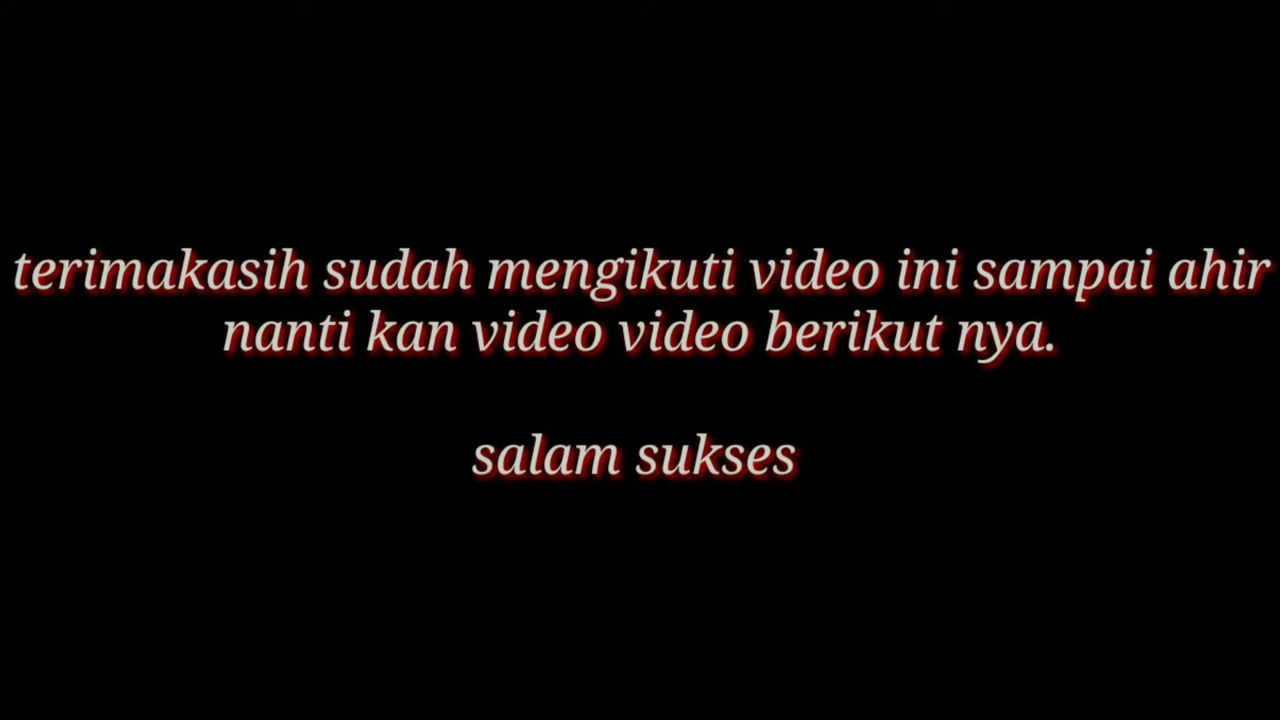 terimakasih sudah mengikuti video ini sampai ahir
nanti kan video video berikut nya.
salam sukses